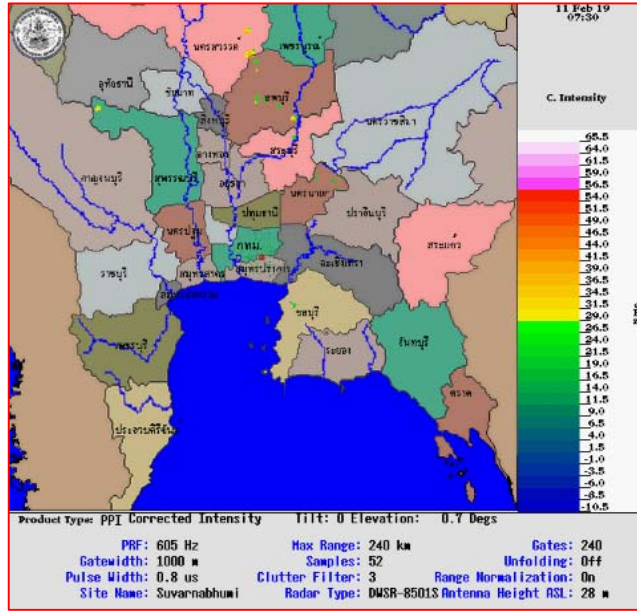 11 Feb 19
07:30
C. Intensity
65.5
64.0
61.5
59.0
56.5
54.0
51.5
49.0
46.5
44.0
41.5
39.0
36.5
34.0
31.5
29.0
26.5
24.0
21.5
19.0
16.5
14.0
11.5
9.0
6.5
4.0
1.5
-1.0
-3.5
-6.0
-8.5
-10.5
นครสวรรค์
เพชรบูรณ์
อุทัยธานี
ชัยนาท
ลพบุรี
สิงห์บุรี
นครราชสีมา
อ่างทอง
สระบุรี
กาญจนบุรี
สุพรรณบุรี
อยุธยา
นครนายก
ปราจีนบุรี
ปทุมธานี
นครปฐม
กทม.
สระแก้ว
ราชบุรี
สมุทรสาคร
สมุทรปราการ
ฉะเชิงเทรา
ชลบุรี
เพชรบุรี
ระยอง
จันทบุรี
ตราด
ประจวบคีรีขันธ์
Product Type: PPI Corrected Intensity Tilt: 0 Elevation: 0.7 Degs
PRF: 605 Hz Max Range: 240 km Gates: 240
Gatewidth: 1000 m Samples: 52 Unfolding: Off
Pulse Width: 0.8 us Clutter Filter: 3 Range Normalization: On
Site Name: Suvarnabhumi Radar Type: DWSR-8501S Antenna Height ASL: 28 m